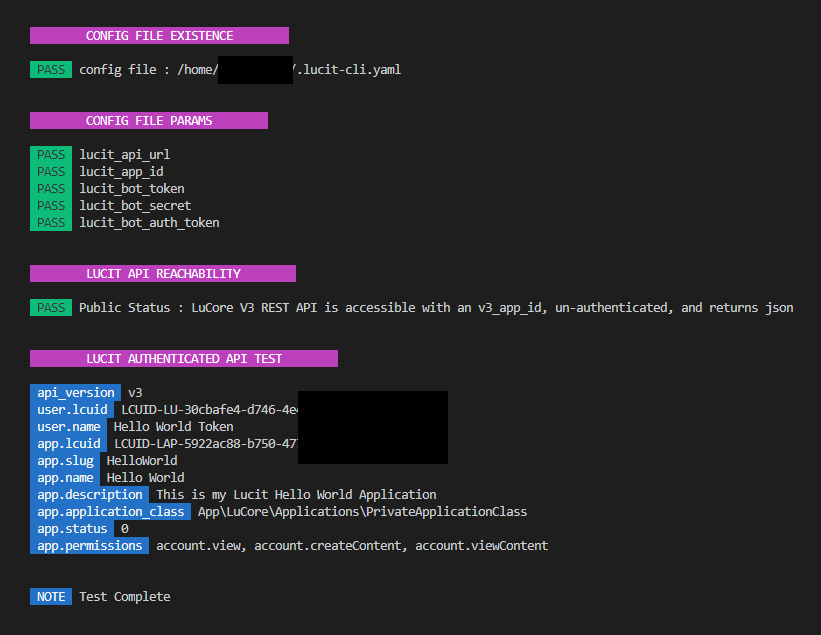 CONFIG FILE EXISTENCE
PASS config file : /home/ /.lucit-cli.yaml
CONFIG FILE PARAMS
PASS lucit_api_url
PASS lucit_app_id
PASS lucit_bot_token
PASS lucit_bot_secret
PASS lucit_bot_auth_token
LUCIT API REACHABILITY
PASS Public Status : LuCore V3 REST API is accessible with an v3_app_id, un-authenticated, and returns json
LUCIT AUTHENTICATED API TEST
api_version v3
user.lcuid LCUID-LU-30cbafe4-d746-4e
user.name Hello World Token
app.lcuid LCUID-LAP-5922ac88-b750-47
app.slug HelloWorld
app.name Hello World
app.description This is my Lucit Hello World Application
app.application_class App\LuCore\Applications\PrivateApplicationClass
app.status 0
app.permissions account.view, account.createContent, account.viewContent
NOTE Test Complete